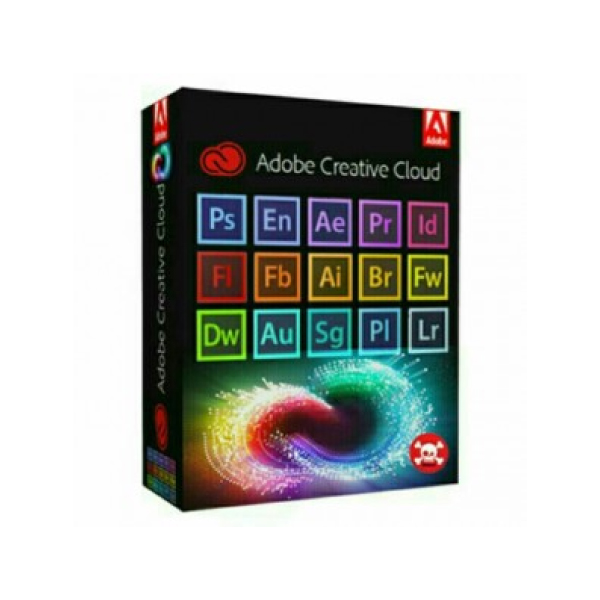 Adobe
Adobe Creative Cloud
Ps En Ae Pr Id
Fl Fb Ai Br Fw
Dw Au Sg Pl Lr
Adobe Creative Cloud